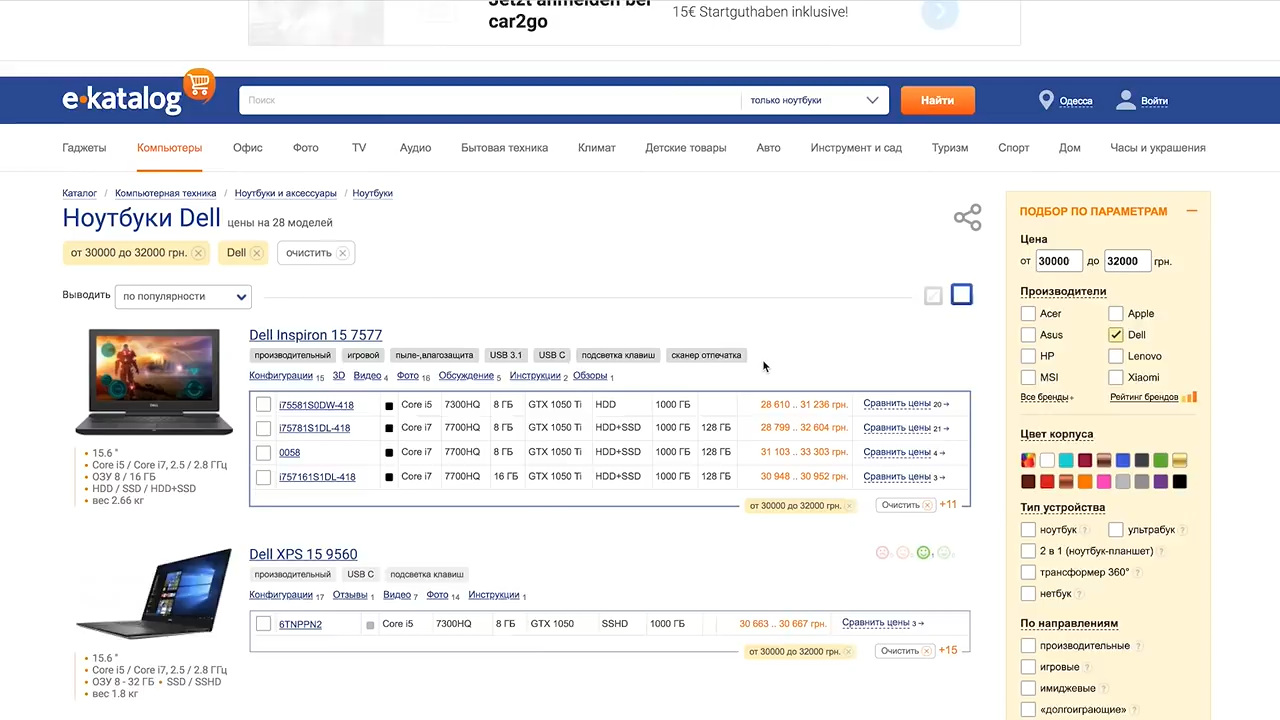 Jetzt anmelden bei
car2go
15€ Startguthaben inklusive!
e·katalog
Поиск
только ноутбуки
Найти
Одесса
Войти
Гаджеты Компьютеры Офис Фото TV Аудио Бытовая техника Климат Детские товары Авто Инструмент и сад Туризм Спорт Дом Часы и украшения
Каталог / Компьютерная техника / Ноутбуки и аксессуары / Ноутбуки
Ноутбуки Dell цены на 28 моделей
от 30000 до 32000 грн. Dell очистить
Выводить по популярности
Dell Inspiron 15 7577
производительный игровой пыле-,влагозащита USB 3.1 USB C подсветка клавиш сканер отпечатка
Конфигурации 15 3D Видео 4 Фото 16 Обсуждение 5 Инструкции 2 Обзоры 1
i75581S0DW-418 Core i5 7300HQ 8 ГБ GTX 1050 Ti HDD 1000 ГБ 28 610 .. 31 236 грн. Сравнить цены 20→
i75781S1DL-418 Core i7 7700HQ 8 ГБ GTX 1050 Ti HDD+SSD 1000 ГБ 128 ГБ 28 799 .. 32 604 грн. Сравнить цены 21→
0058 Core i7 7700HQ 8 ГБ GTX 1050 Ti HDD+SSD 1000 ГБ 128 ГБ 31 103 .. 33 303 грн. Сравнить цены 4→
i757161S1DL-418 Core i7 7700HQ 16 ГБ GTX 1050 Ti HDD+SSD 1000 ГБ 128 ГБ 30 948 .. 30 952 грн. Сравнить цены 3→
от 30000 до 32000 грн. Очистить +11
• 15.6 "
• Core i5 / Core i7, 2.5 / 2.8 ГГц
• ОЗУ 8 / 16 ГБ
• HDD / SSD / HDD+SSD
• вес 2.66 кг
Dell XPS 15 9560
производительный USB C подсветка клавиш
Конфигурации 17 Отзывы 1 Видео 7 Фото 14 Инструкции 1
6TNPPN2 Core i5 7300HQ 8 ГБ GTX 1050 SSHD 1000 ГБ 30 663 .. 30 667 грн. Сравнить цены 3→
от 30000 до 32000 грн. Очистить +15
• 15.6 "
• Core i5 / Core i7, 2.5 / 2.8 ГГц
• ОЗУ 8 - 32 ГБ • SSD / SSHD
• вес 1.8 кг
ПОДБОР ПО ПАРАМЕТРАМ
Цена
от 30000 до 32000 грн.
Производители
Acer Apple
Asus Dell
HP Lenovo
MSI Xiaomi
Все бренды+ Рейтинг брендов
Цвет корпуса
Тип устройства
ноутбук ? ультрабук ?
2 в 1 (ноутбук-планшет) ?
трансформер 360° ?
нетбук ?
По направлениям
производительные ?
игровые ?
имиджевые ?
«долгоиграющие» ?